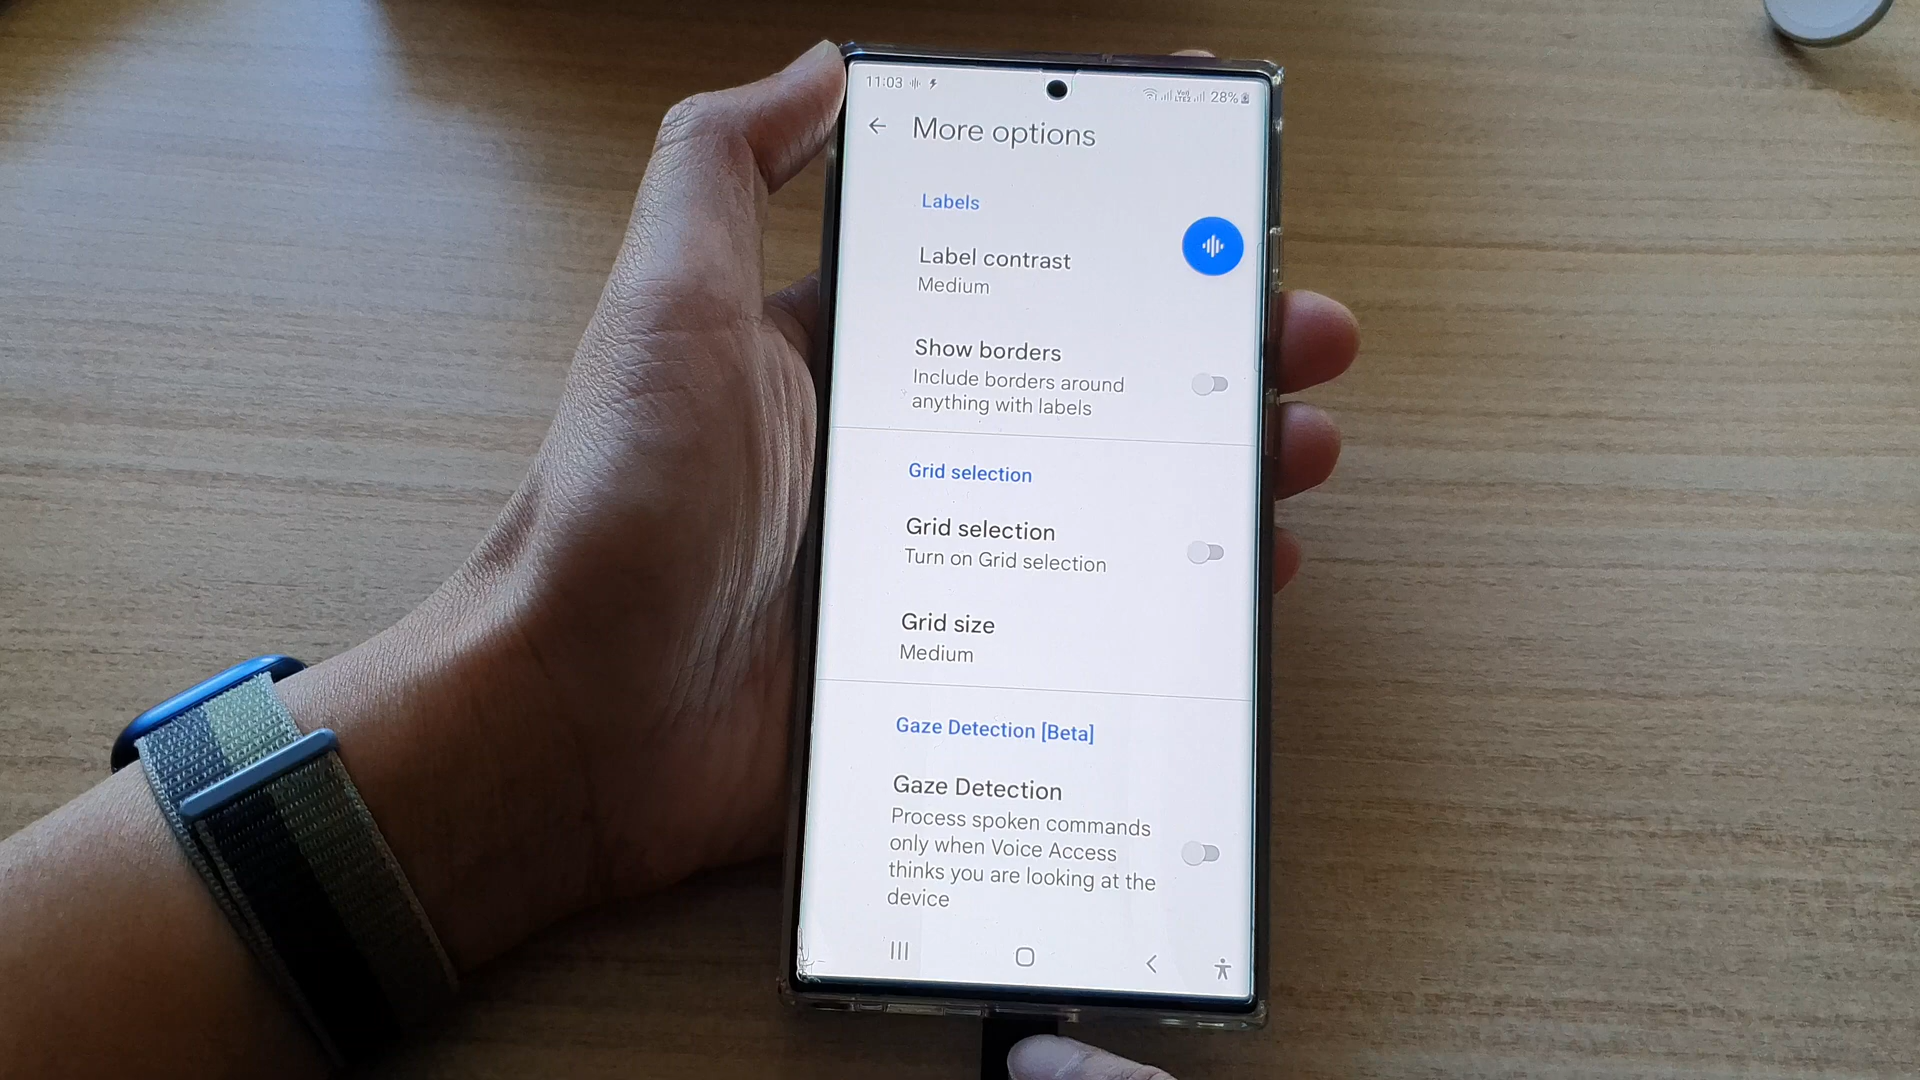 11:03
Vo))
LTE2
28%
More options
Labels
Label contrast
Medium
Show borders
Include borders around
anything with labels
Grid selection
Grid selection
Turn on Grid selection
Grid size
Medium
Gaze Detection [Beta]
Gaze Detection
Process spoken commands
only when Voice Access
thinks you are looking at the
device